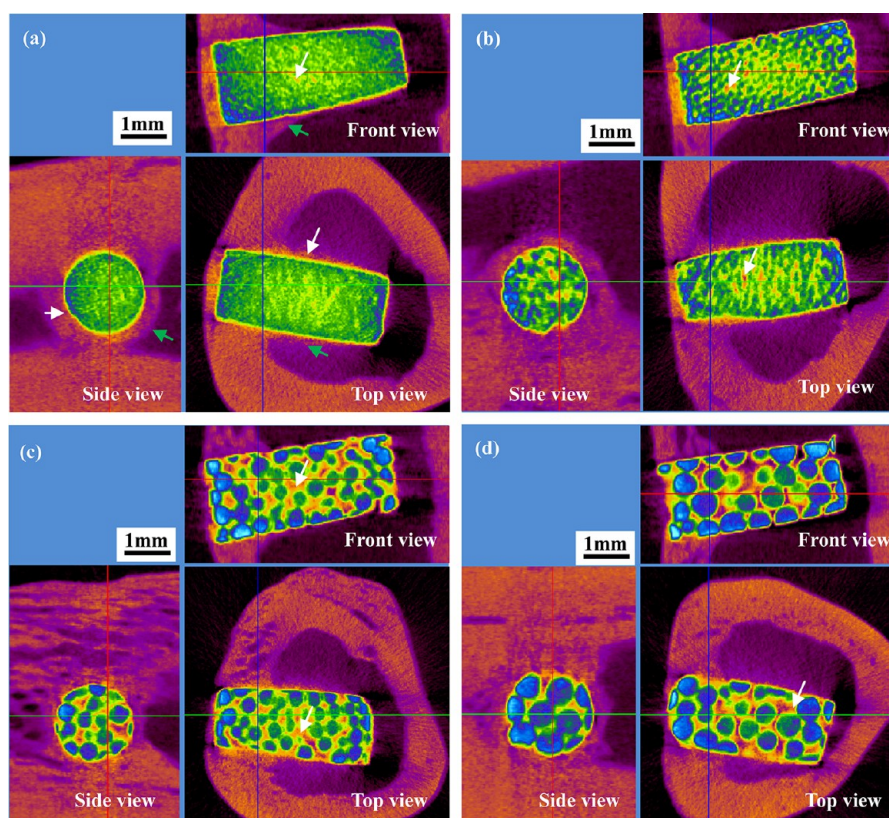 (a)
1mm
Front view
Side view
Top view
(b)
1mm
Front view
Side view
Top view
(c)
1mm
Front view
Side view
Top view
(d)
1mm
Front view
Side view
Top view